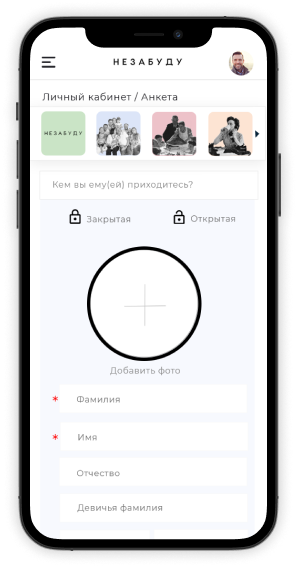 НЕЗАБУДУ
Личный кабинет / Анкета
НЕЗАБУДУ
Кем вы ему(ей) приходитесь?
Закрытая
Открытая
Добавить фото
* Фамилия
* Имя
Отчество
Девичья фамилия